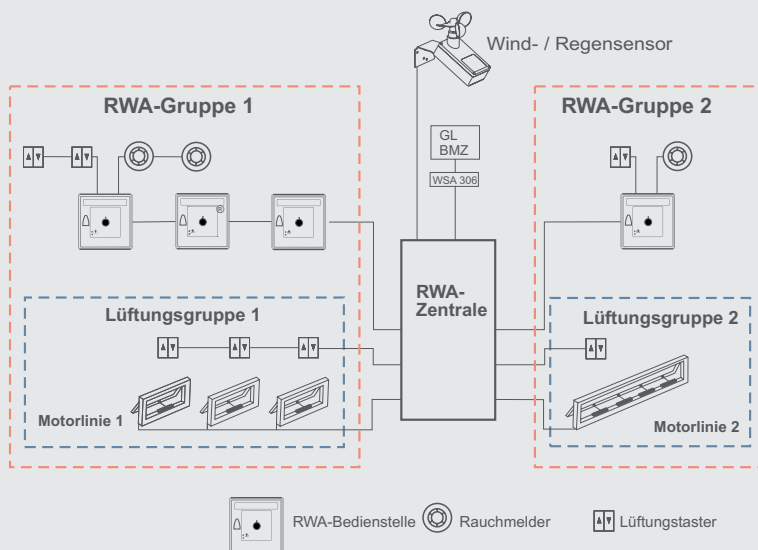 Wind- / Regensensor
RWA-Gruppe 1
RWA-Gruppe 2
GL
BMZ
WSA 306
RWA-
Zentrale
Lüftungsgruppe 1
Lüftungsgruppe 2
Motorlinie 1
Motorlinie 2
RWA-Bedienstelle
Rauchmelder
Lüftungstaster